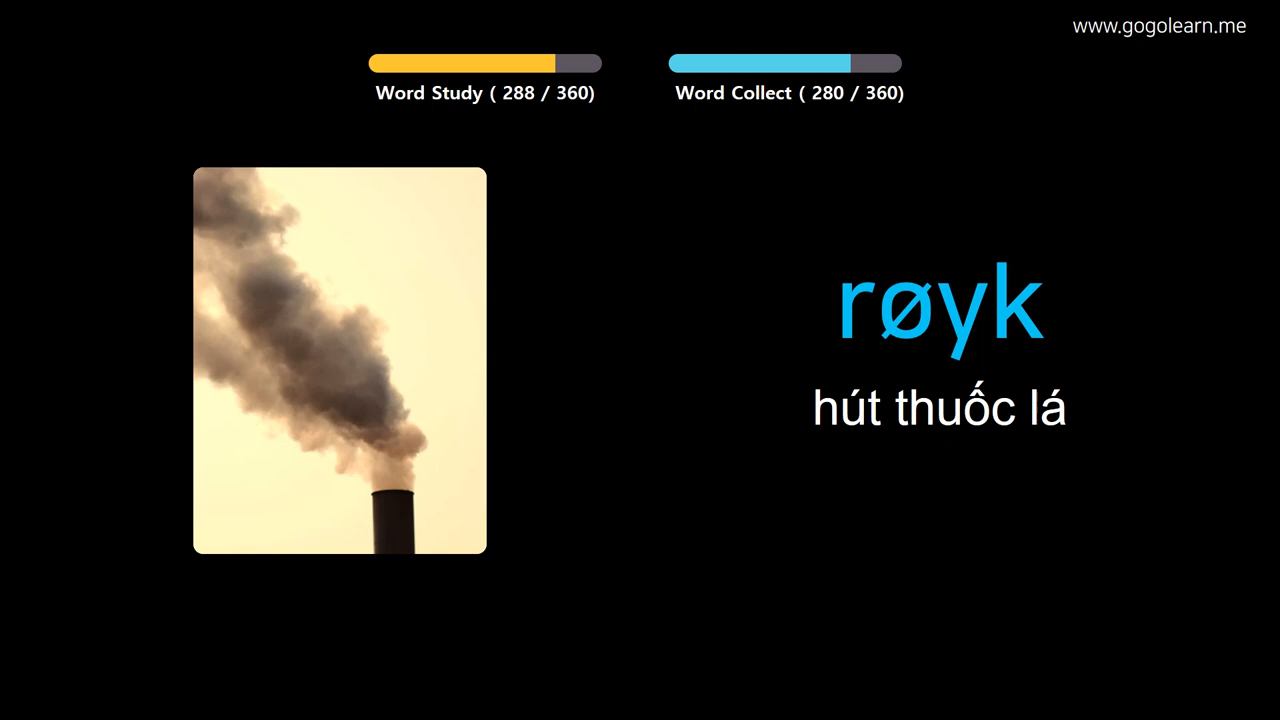 www.gogolearn.me
Word Study ( 288 / 360)
Word Collect ( 280 / 360)
røyk
hút thuốc lá